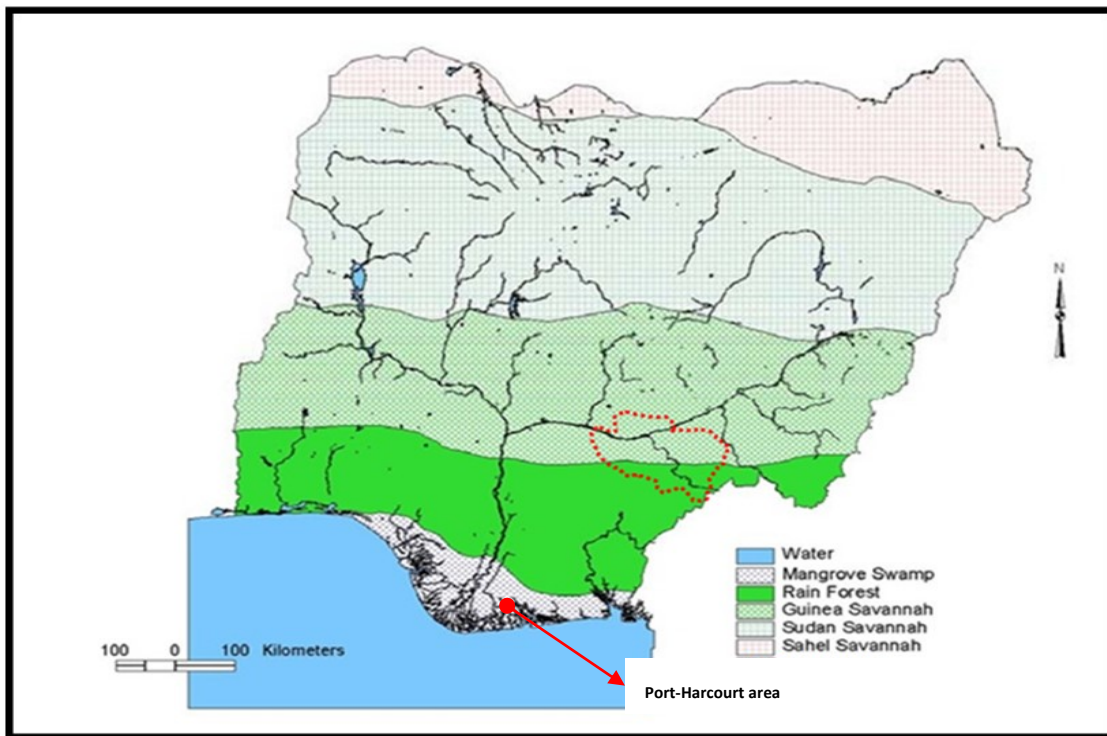 N
Water
Mangrove Swamp
Rain Forest
Guinea Savannah
Sudan Savannah
Sahel Savannah
100 0 100 Kilometers
Port-Harcourt area